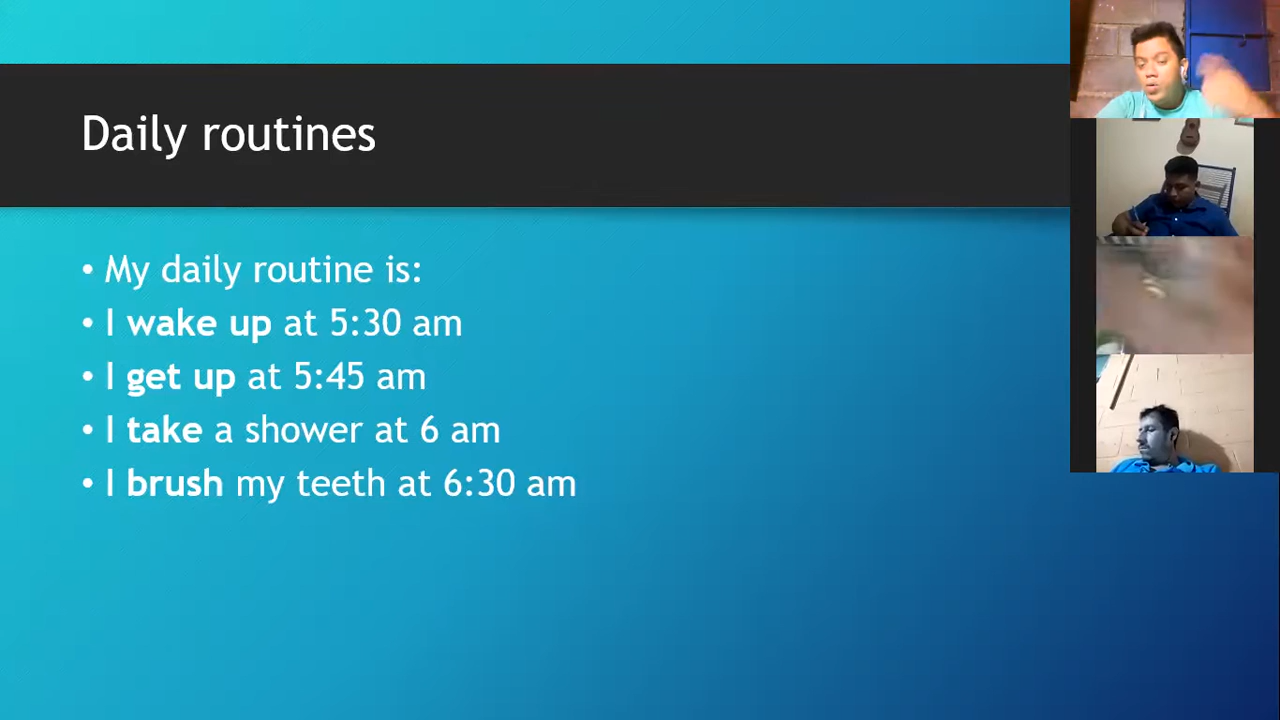 Daily routines
• My daily routine is:
• I wake up at 5:30 am
• I get up at 5:45 am
• I take a shower at 6 am
• I brush my teeth at 6:30 am